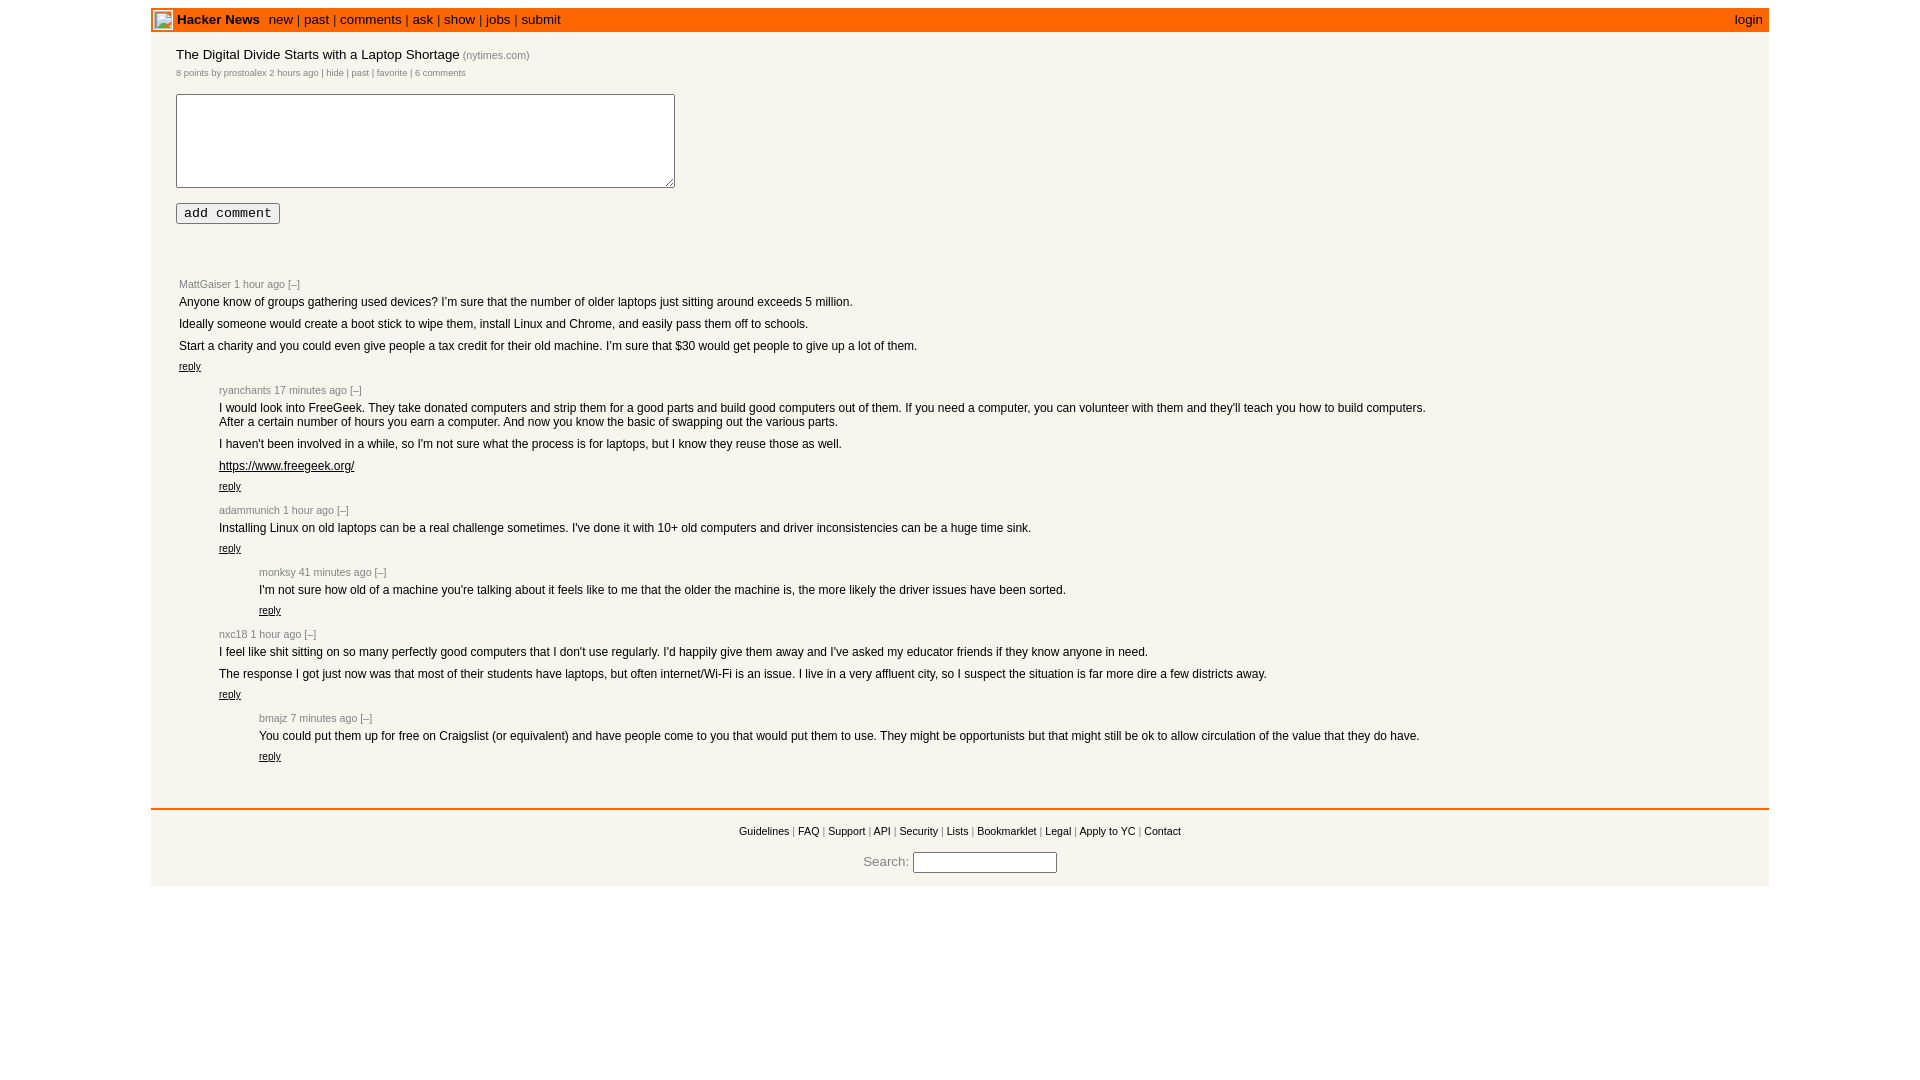 Hacker News new | past | comments | ask | show | jobs | submit login
The Digital Divide Starts with a Laptop Shortage (nytimes.com)
8 points by prostoalex 2 hours ago | hide | past | favorite | 6 comments
add comment
MattGaiser 1 hour ago [–]
Anyone know of groups gathering used devices? I’m sure that the number of older laptops just sitting around exceeds 5 million.
Ideally someone would create a boot stick to wipe them, install Linux and Chrome, and easily pass them off to schools.
Start a charity and you could even give people a tax credit for their old machine. I’m sure that $30 would get people to give up a lot of them.
reply
ryanchants 17 minutes ago [–]
I would look into FreeGeek. They take donated computers and strip them for a good parts and build good computers out of them. If you need a computer, you can volunteer with them and they'll teach you how to build computers.
After a certain number of hours you earn a computer. And now you know the basic of swapping out the various parts.
I haven't been involved in a while, so I'm not sure what the process is for laptops, but I know they reuse those as well.
https://www.freegeek.org/
reply
adammunich 1 hour ago [–]
Installing Linux on old laptops can be a real challenge sometimes. I've done it with 10+ old computers and driver inconsistencies can be a huge time sink.
reply
monksy 41 minutes ago [–]
I'm not sure how old of a machine you're talking about it feels like to me that the older the machine is, the more likely the driver issues have been sorted.
reply
nxc18 1 hour ago [–]
I feel like shit sitting on so many perfectly good computers that I don't use regularly. I'd happily give them away and I've asked my educator friends if they know anyone in need.
The response I got just now was that most of their students have laptops, but often internet/Wi-Fi is an issue. I live in a very affluent city, so I suspect the situation is far more dire a few districts away.
reply
bmajz 7 minutes ago [–]
You could put them up for free on Craigslist (or equivalent) and have people come to you that would put them to use. They might be opportunists but that might still be ok to allow circulation of the value that they do have.
reply
Guidelines | FAQ | Support | API | Security | Lists | Bookmarklet | Legal | Apply to YC | Contact
Search: